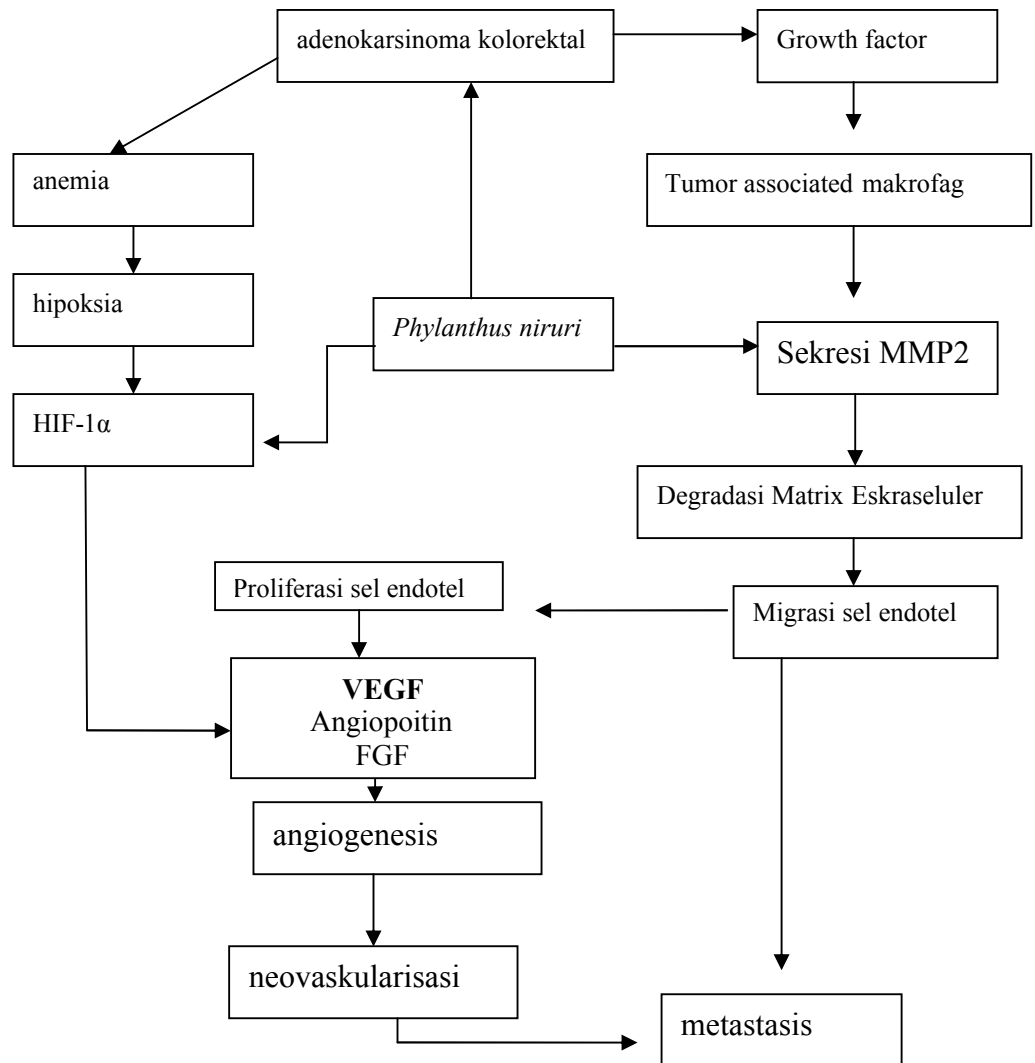 adenokarsinoma kolorektal
Growth factor
anemia
Tumor associated makrofag
hipoksia
Phylanthus niruri
Sekresi MMP2
HIF-1α
Degradasi Matrix Eskraseluler
Proliferasi sel endotel
Migrasi sel endotel
VEGF
Angiopoitin
FGF
angiogenesis
neovaskularisasi
metastasis